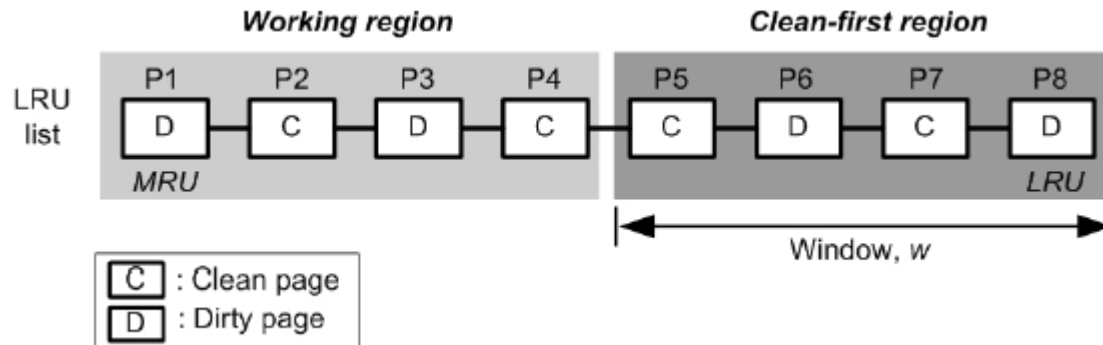 Working region Clean-first region
P1 P2 P3 P4 P5 P6 P7 P8
LRU
list
D C D C C D C D
MRU LRU
Window, w
C : Clean page
D : Dirty page